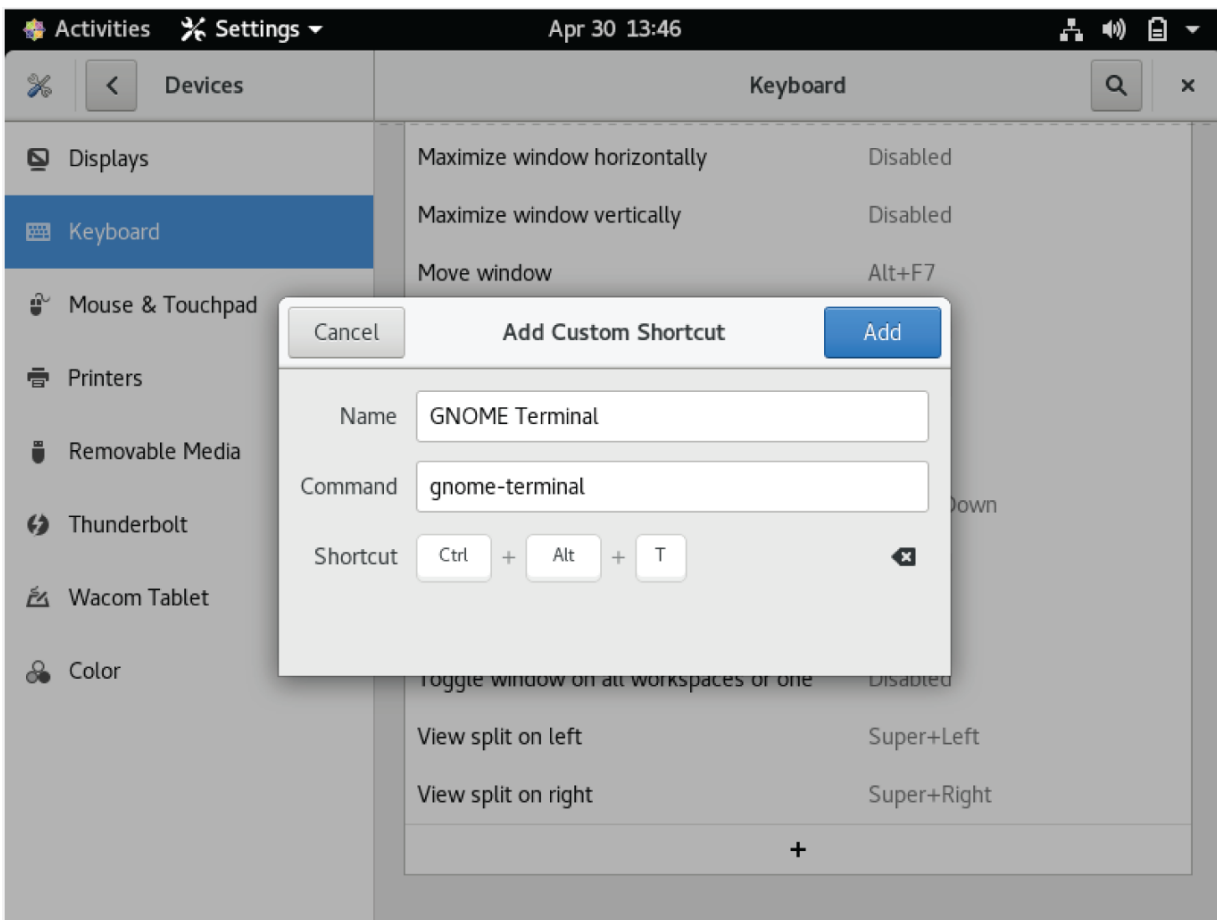 Activities Settings Apr 30 13:46
Devices Keyboard
Displays
Keyboard
Mouse & Touchpad
Printers
Removable Media
Thunderbolt
Wacom Tablet
Color
Maximize window horizontally Disabled
Maximize window vertically Disabled
Move window Alt+F7
Cancel Add Custom Shortcut Add
Name GNOME Terminal
Command gnome-terminal
Shortcut Ctrl + Alt + T
Down
Toggle window on all workspaces or one Disabled
View split on left Super+Left
View split on right Super+Right
+